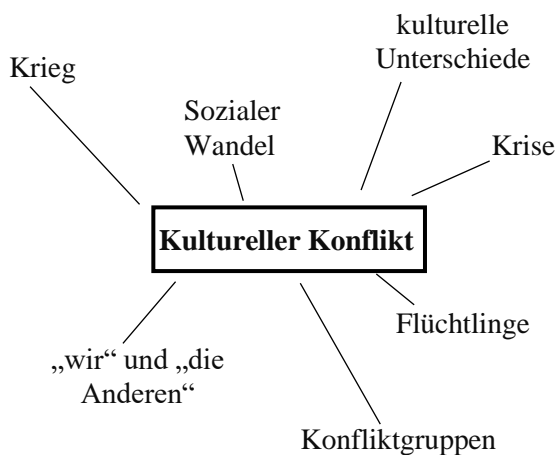 kulturelle
Unterschiede
Krieg
Sozialer
Wandel
Krise
Kultureller Konflikt
Flüchtlinge
„wir“ und „die
Anderen“
Konfliktgruppen